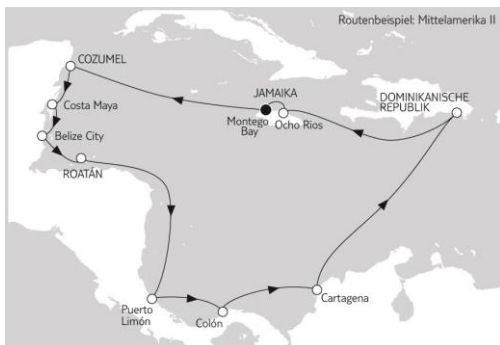 Routenbeispiel: Mittelamerika II
COZUMEL
Costa Maya
Belize City
ROATÁN
JAMAIKA
Montego
Bay
Ocho Rios
DOMINIKANISCHE
REPUBLIK
Puerto
Limón
Colón
Cartagena